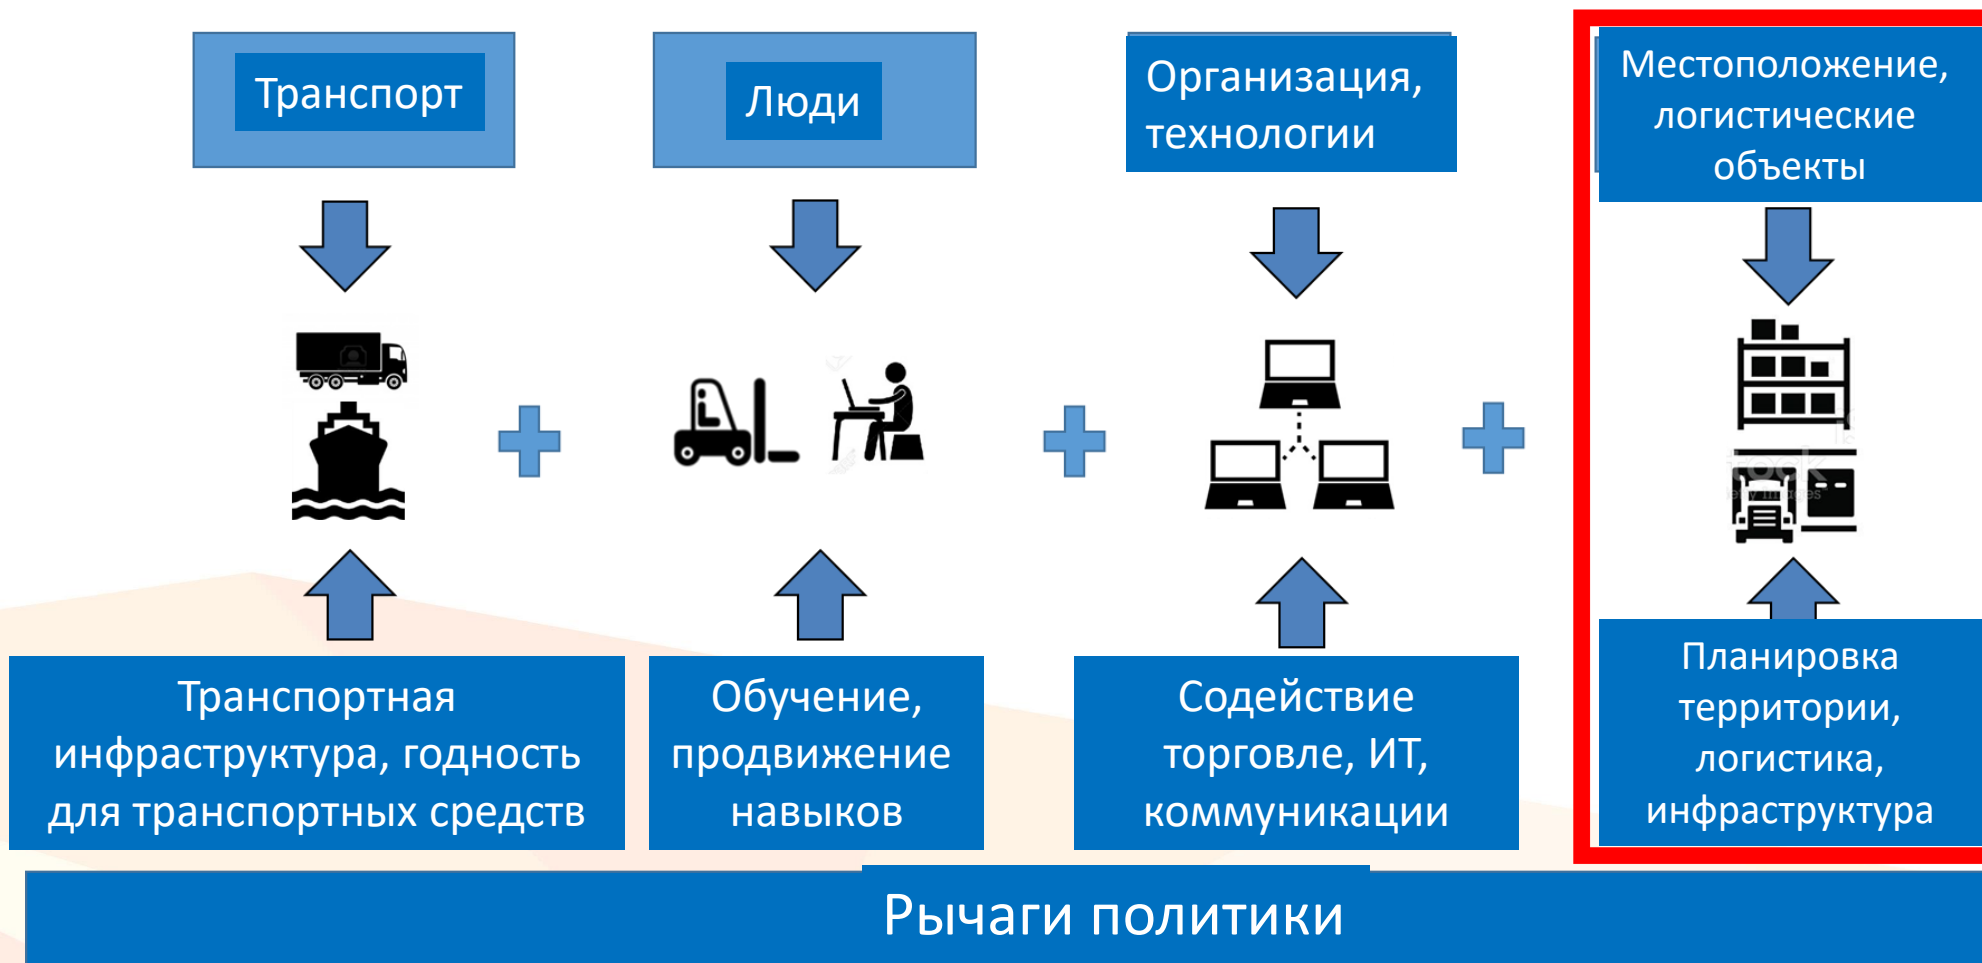 Транспорт
Люди
Организация,
технологии
Местоположение,
логистические
объекты
Транспортная
инфраструктура, годность
для транспортных средств
Обучение,
продвижение
навыков
Содействие
торговле, ИТ,
коммуникации
Планировка
территории,
логистика,
инфраструктура
Рычаги политики